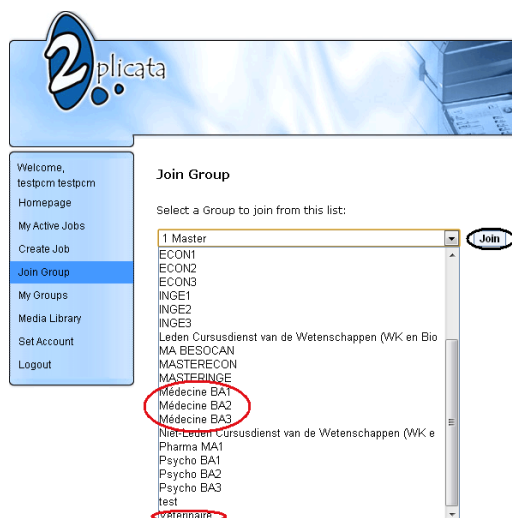 2plicata
Welcome,
testpcm testpcm
Homepage
My Active Jobs
Create Job
Join Group
My Groups
Media Library
Set Account
Logout
Join Group
Select a Group to join from this list:
1 Master
Join
ECON1
ECON2
ECON3
INGE1
INGE2
INGE3
Leden Cursusdienst van de Wetenschappen (WK en Bio
MA BESOCAN
MASTERECON
MASTERINGE
Médecine BA1
Médecine BA2
Médecine BA3
Niet-Leden Cursusdienst van de Wetenschappen (WK e
Pharma MA1
Psycho BA1
Psycho BA2
Psycho BA3
test
Vétérinaire